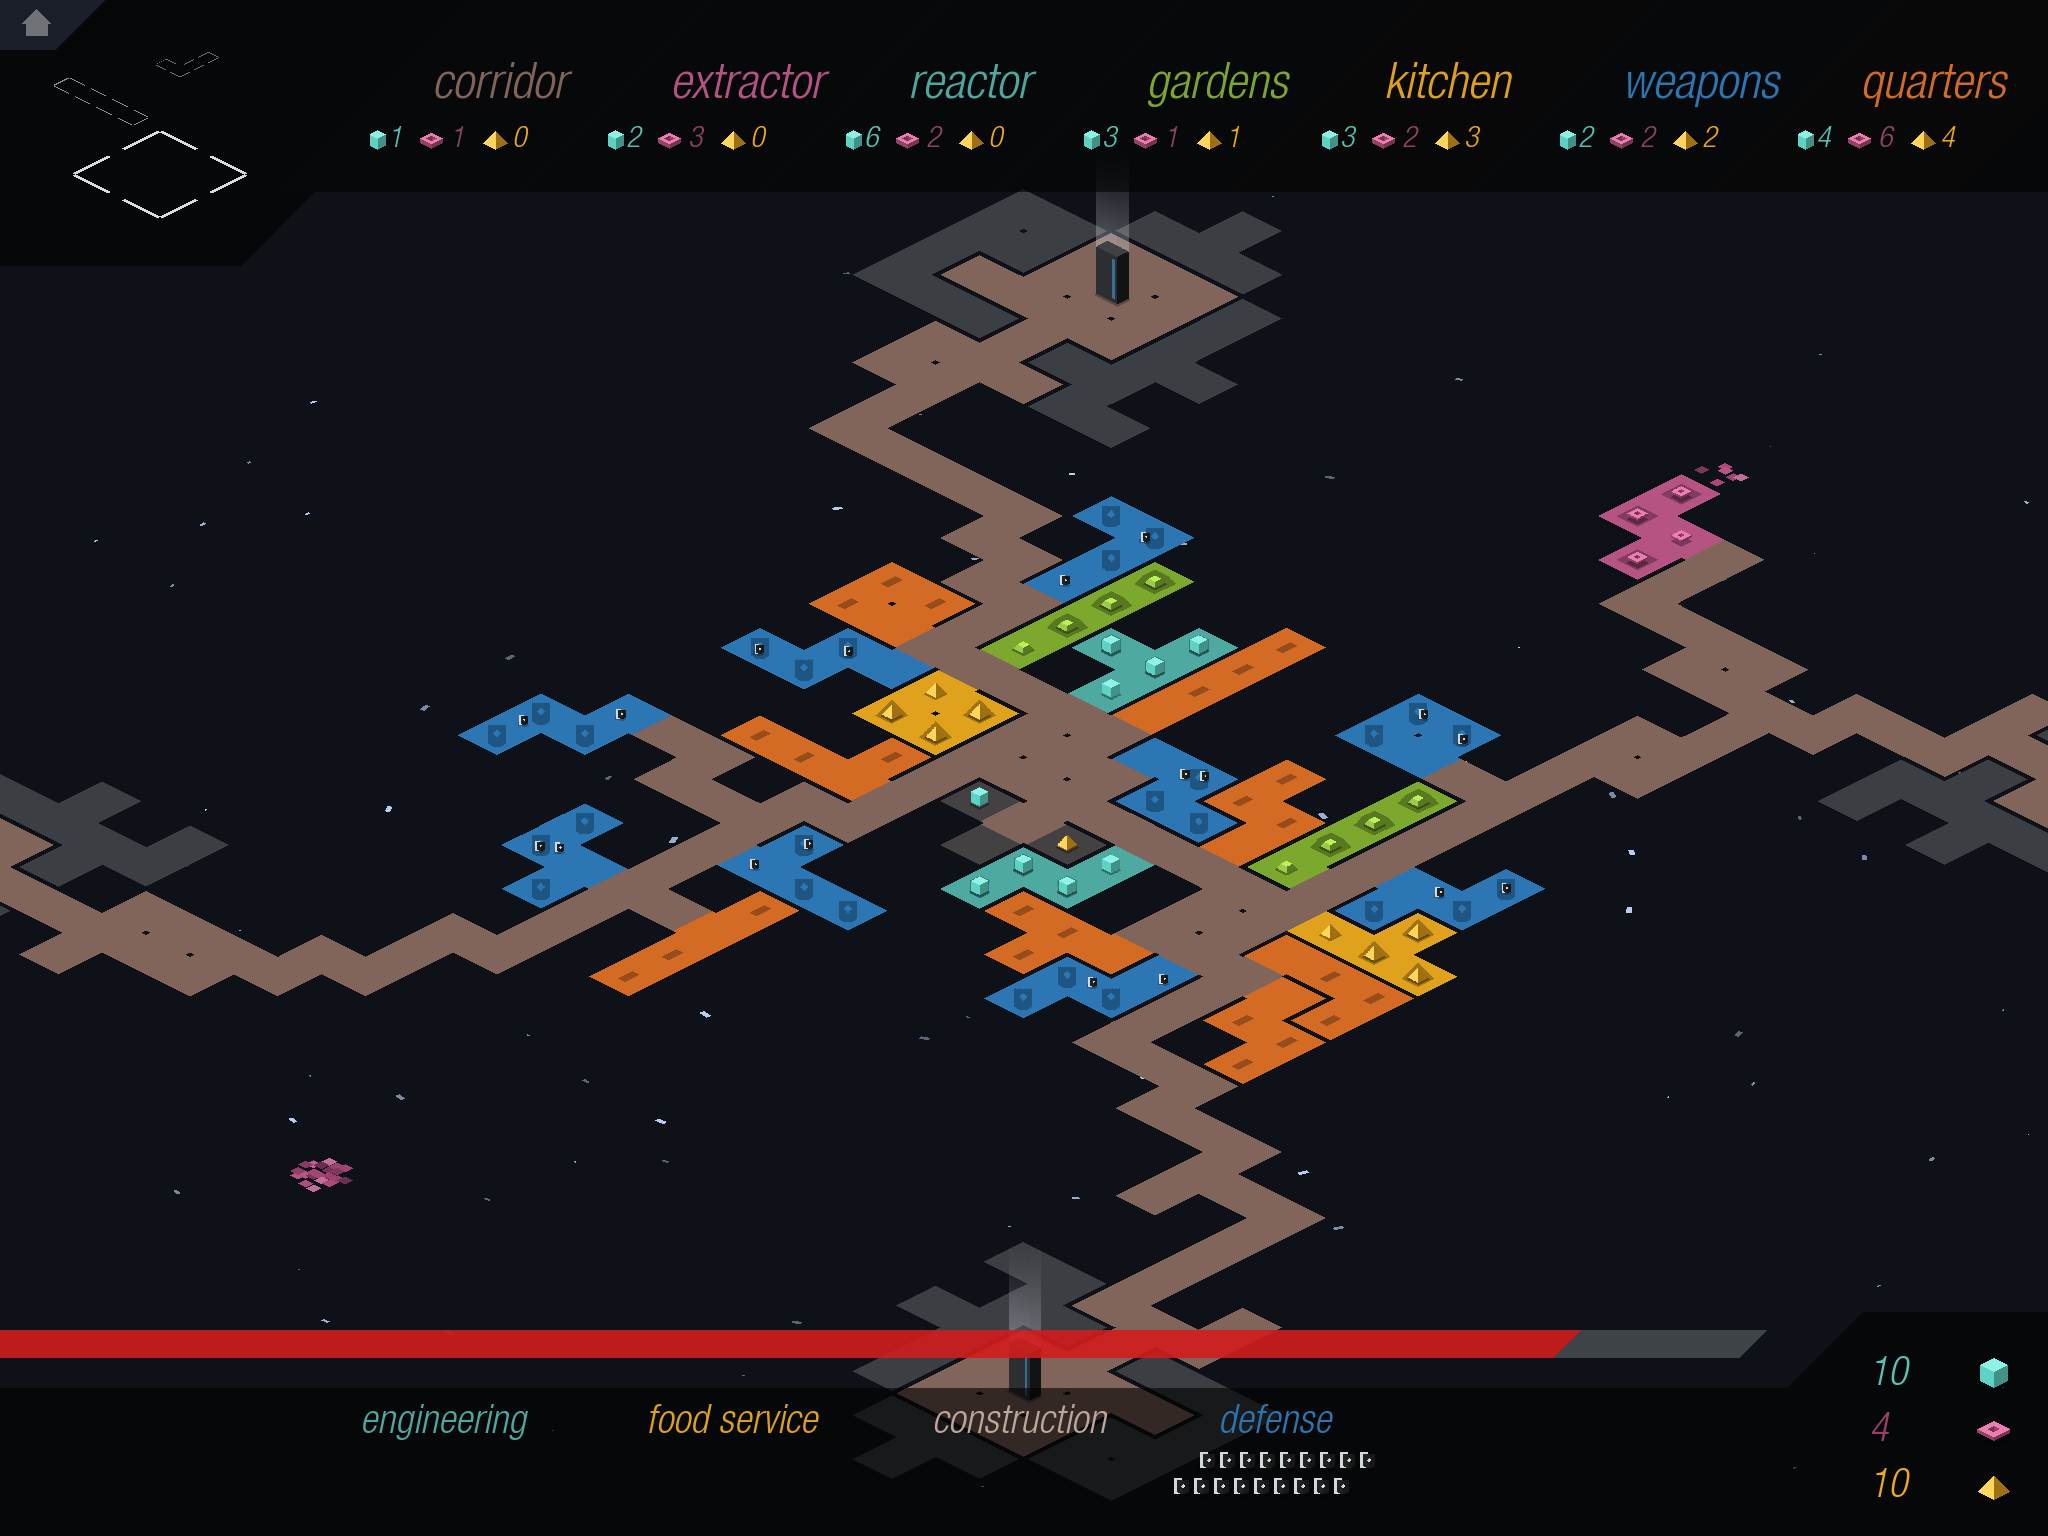 corridor extractor reactor gardens kitchen weapons quarters
1 1 0 2 3 0 6 2 0 3 1 1 3 2 3 2 2 2 4 6 4
10
4
engineering food service construction defense
10